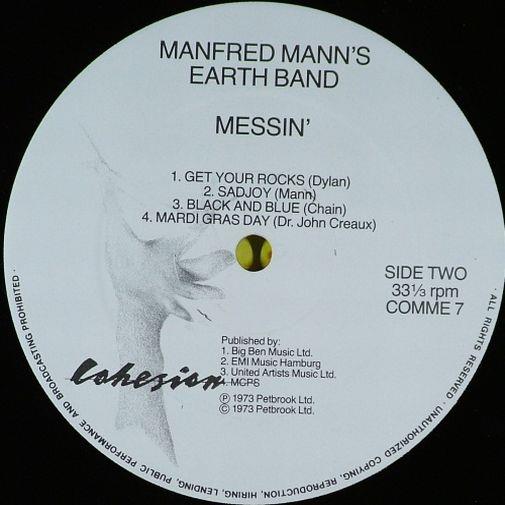 MANFRED MANN'S
EARTH BAND
MESSIN'
1. GET YOUR ROCKS (Dylan)
2. SADJOY (Mann)
3. BLACK AND BLUE (Chain)
4. MARDI GRAS DAY (Dr. John Creaux)
SIDE TWO
33⅓ rpm
COMME 7
Published by:
1. Big Ben Music Ltd.
2. EMI Music Hamburg
3. United Artists Music Ltd.
4. MCPS
Ⓟ 1973 Petbrook Ltd.
© 1973 Petbrook Ltd.
Cohesion
· ALL RIGHTS RESERVED · UNAUTHORIZED COPYING, REPRODUCTION, HIRING, LENDING, PUBLIC PERFORMANCE AND BROADCASTING PROHIBITED ·